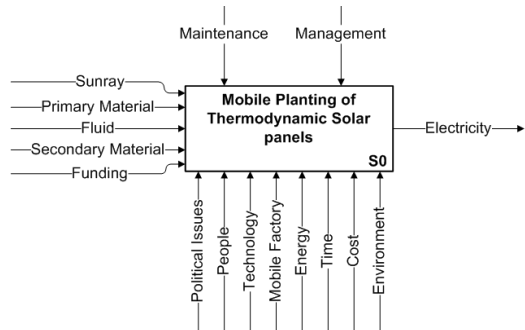 Maintenance
Management
Sunray
Primary Material
Fluid
Secondary Material
Funding
Mobile Planting of
Thermodynamic Solar
panels
S0
Electricity
Political Issues
People
Technology
Mobile Factory
Energy
Time
Cost
Environment